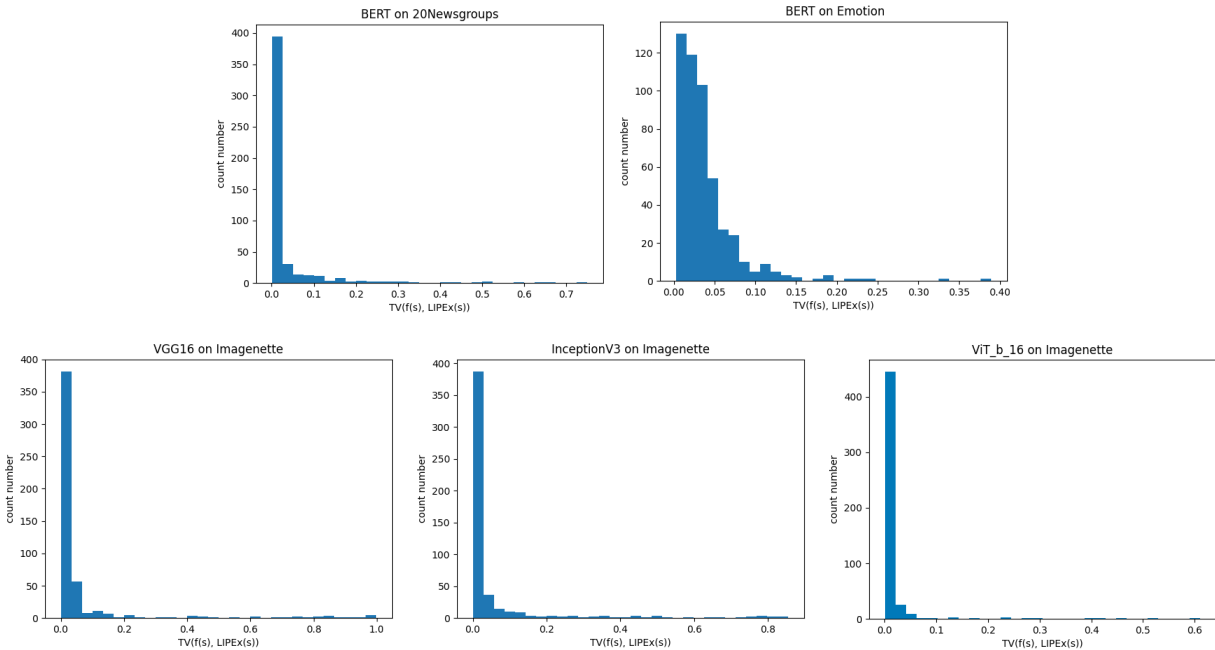 BERT on 20Newsgroups
400
350
300
250
200
150
100
50
0
count number
0.0 0.1 0.2 0.3 0.4 0.5 0.6 0.7
TV(f(s), LIPEx(s))
BERT on Emotion
120
100
80
60
40
20
0
count number
0.00 0.05 0.10 0.15 0.20 0.25 0.30 0.35 0.40
TV(f(s), LIPEx(s))
VGG16 on Imagenette
400
350
300
250
200
150
100
50
0
count number
0.0 0.2 0.4 0.6 0.8 1.0
TV(f(s), LIPEx(s))
InceptionV3 on Imagenette
400
350
300
250
200
150
100
50
0
count number
0.0 0.2 0.4 0.6 0.8
TV(f(s), LIPEx(s))
ViT_b_16 on Imagenette
400
300
200
100
0
count number
0.0 0.1 0.2 0.3 0.4 0.5 0.6
TV(f(s), LIPEx(s))